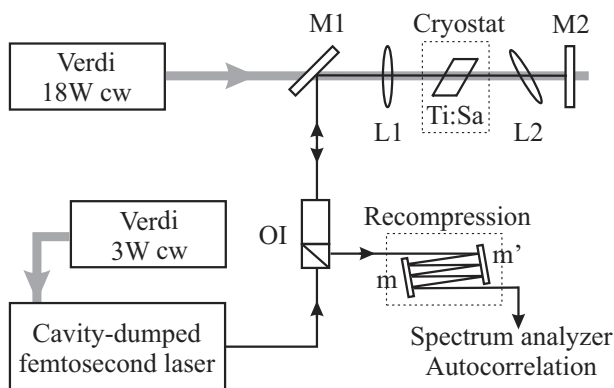 M1
Cryostat
M2
Verdi
18W cw
L1
Ti:Sa
L2
Verdi
3W cw
OI
Recompression
m
m’
Cavity-dumped
femtosecond laser
Spectrum analyzer
Autocorrelation